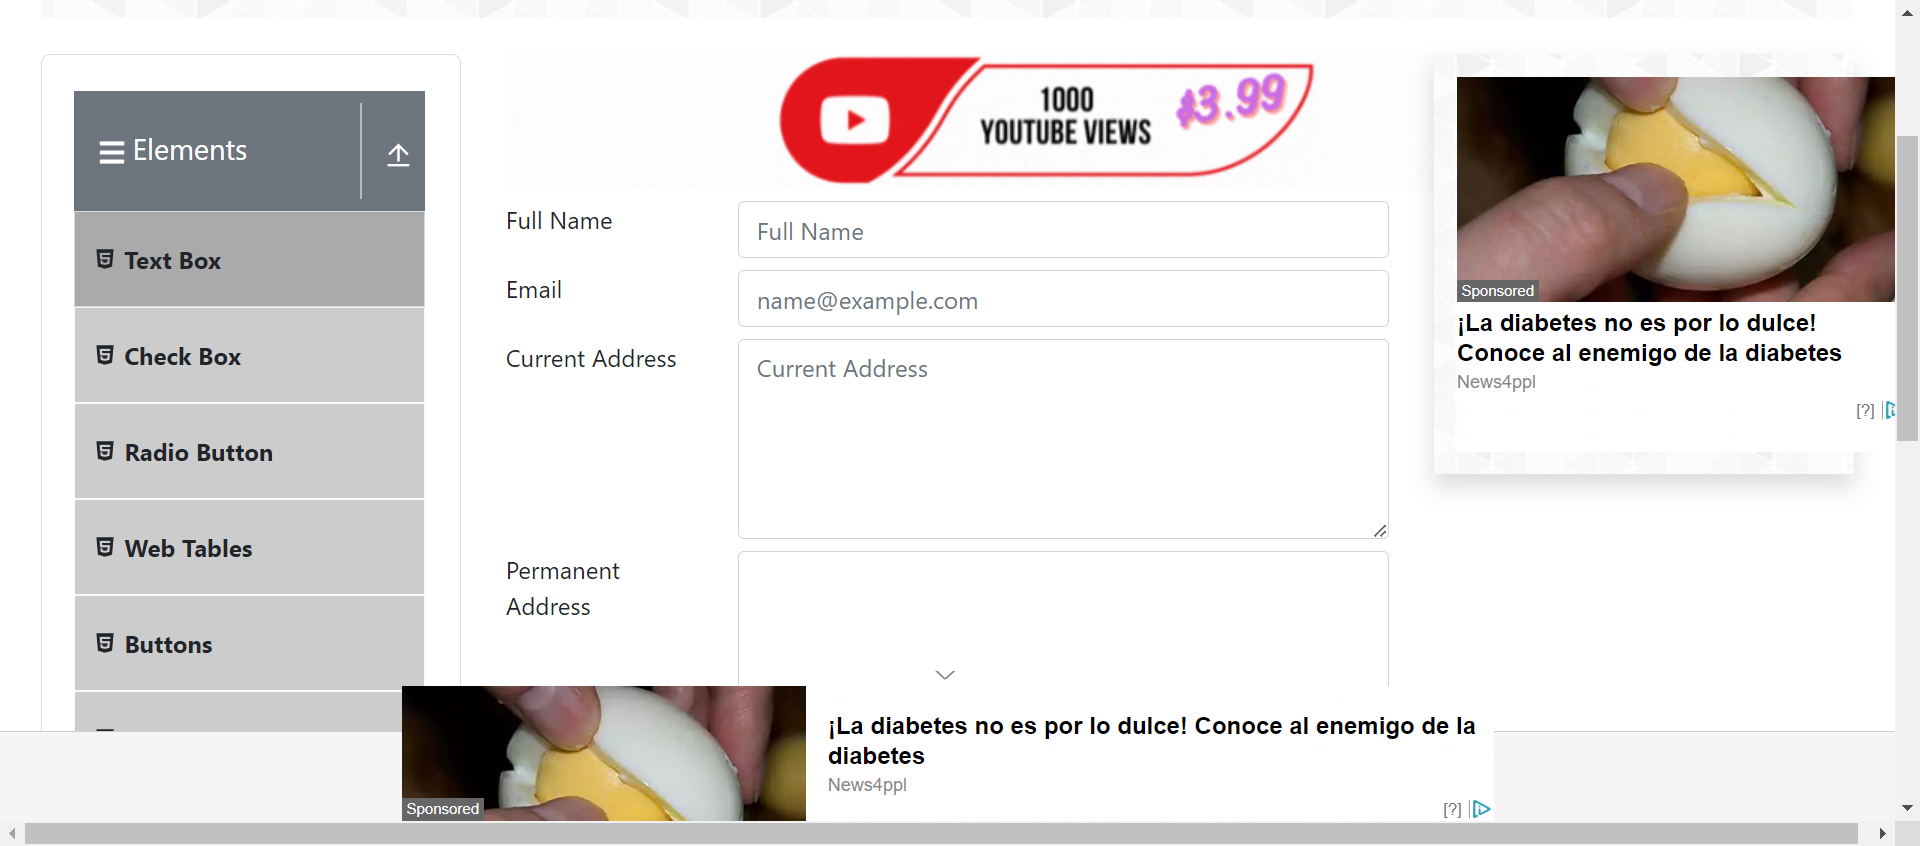 Elements
Text Box
Check Box
Radio Button
Web Tables
Buttons
1000
YOUTUBE VIEWS
$3.99
Full Name
Full Name
Email
name@example.com
Current Address
Current Address
Permanent
Address
Sponsored
¡La diabetes no es por lo dulce!
Conoce al enemigo de la diabetes
News4ppl
[?]
Sponsored
¡La diabetes no es por lo dulce! Conoce al enemigo de la
diabetes
News4ppl
[?]